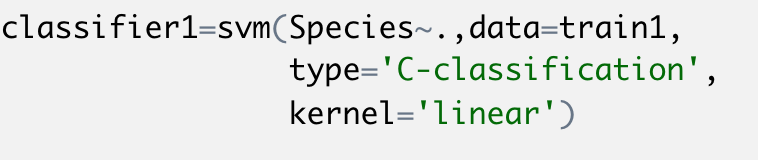 classifier1=svm(Species~.,data=train1,
type='C-classification',
kernel='linear')